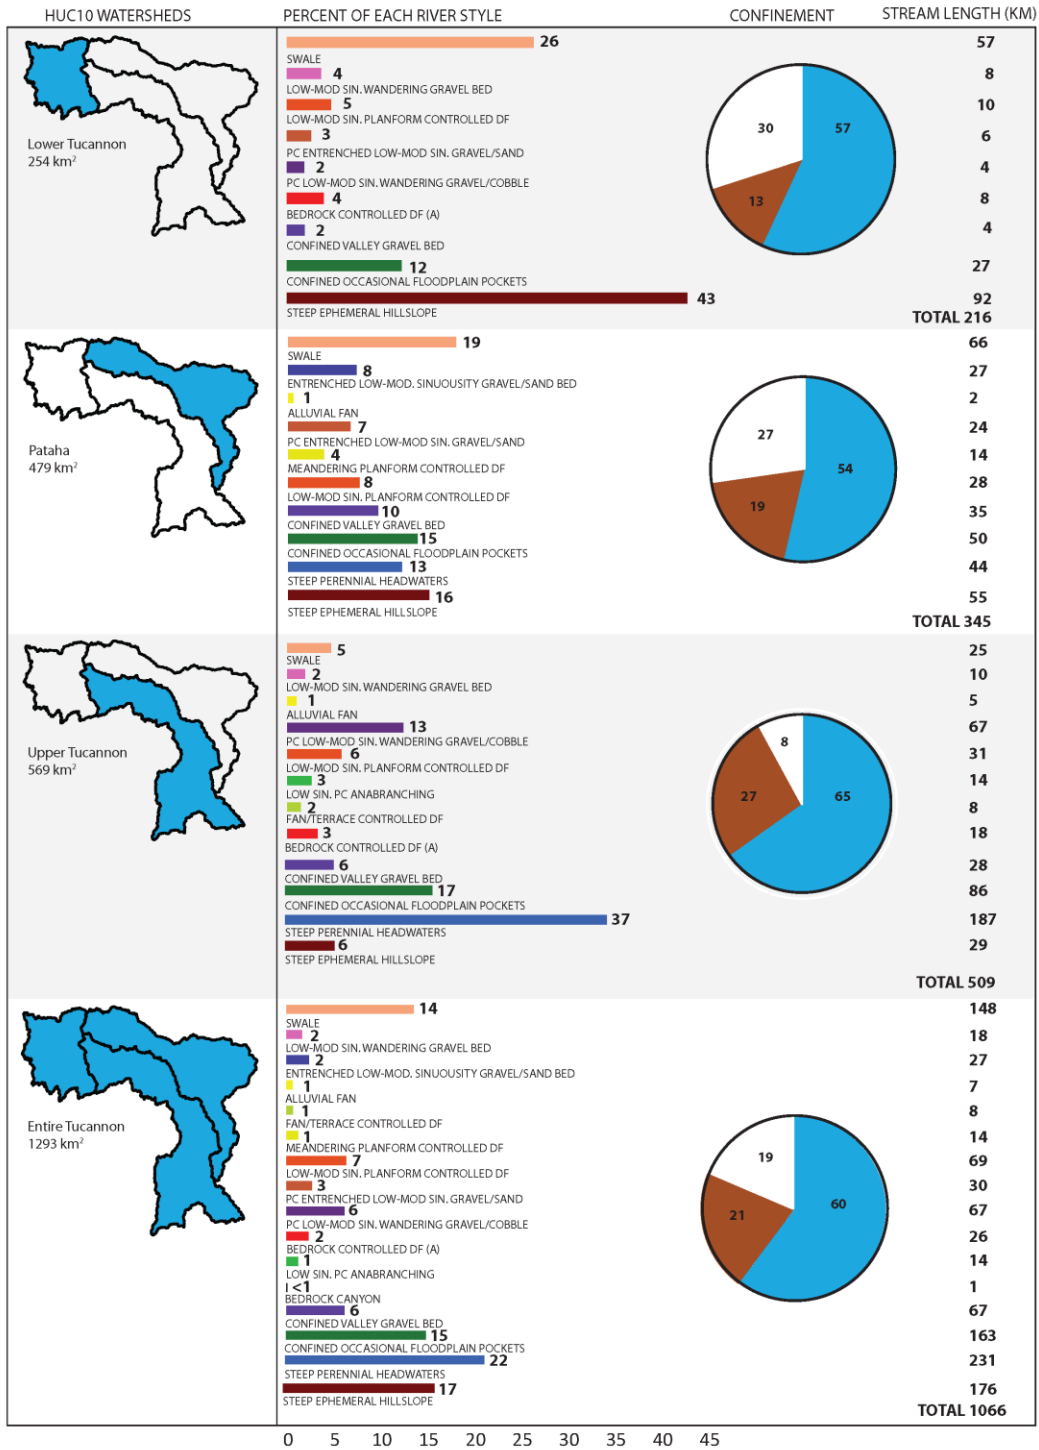 HUC10 WATERSHEDS PERCENT OF EACH RIVER STYLE CONFINEMENT STREAM LENGTH (KM)
Lower Tucannon
254 km²
26 57
SWALE
4 8
LOW-MOD SIN. WANDERING GRAVEL BED
5 10
LOW-MOD SIN. PLANFORM CONTROLLED DF
3 6
PC ENTRENCHED LOW-MOD SIN. GRAVEL/SAND
2 4
PC LOW-MOD SIN. WANDERING GRAVEL/COBBLE
4 8
BEDROCK CONTROLLED DF (A)
2 4
CONFINED VALLEY GRAVEL BED
12 27
CONFINED OCCASIONAL FLOODPLAIN POCKETS
43 92
STEEP EPHEMERAL HILLSLOPE
30 57
13
TOTAL 216
Pataha
479 km²
19 66
SWALE
8 27
ENTRENCHED LOW-MOD. SINUOUSITY GRAVEL/SAND BED
1 2
ALLUVIAL FAN
7 24
PC ENTRENCHED LOW-MOD SIN. GRAVEL/SAND
4 14
MEANDERING PLANFORM CONTROLLED DF
8 28
LOW-MOD SIN. PLANFORM CONTROLLED DF
10 35
CONFINED VALLEY GRAVEL BED
15 50
CONFINED OCCASIONAL FLOODPLAIN POCKETS
13 44
STEEP PERENNIAL HEADWATERS
16 55
STEEP EPHEMERAL HILLSLOPE
27 54
19
TOTAL 345
Upper Tucannon
569 km²
5 25
SWALE
2 10
LOW-MOD SIN. WANDERING GRAVEL BED
1 5
ALLUVIAL FAN
13 67
PC LOW-MOD SIN. WANDERING GRAVEL/COBBLE
6 31
LOW-MOD SIN. PLANFORM CONTROLLED DF
3 14
LOW SIN. PC ANABRANCHING
2 8
FAN/TERRACE CONTROLLED DF
3 18
BEDROCK CONTROLLED DF (A)
6 28
CONFINED VALLEY GRAVEL BED
17 86
CONFINED OCCASIONAL FLOODPLAIN POCKETS
37 187
STEEP PERENNIAL HEADWATERS
6 29
STEEP EPHEMERAL HILLSLOPE
8
27 65
TOTAL 509
Entire Tucannon
1293 km²
14 148
SWALE
2 18
LOW-MOD SIN. WANDERING GRAVEL BED
2 27
ENTRENCHED LOW-MOD. SINUOUSITY GRAVEL/SAND BED
1 7
ALLUVIAL FAN
1 8
FAN/TERRACE CONTROLLED DF
1 14
MEANDERING PLANFORM CONTROLLED DF
7 69
LOW-MOD SIN. PLANFORM CONTROLLED DF
3 30
PC ENTRENCHED LOW-MOD SIN. GRAVEL/SAND
6 67
PC LOW-MOD SIN. WANDERING GRAVEL/COBBLE
2 26
BEDROCK CONTROLLED DF (A)
1 14
LOW SIN. PC ANABRANCHING
<1 1
BEDROCK CANYON
6 67
CONFINED VALLEY GRAVEL BED
15 163
CONFINED OCCASIONAL FLOODPLAIN POCKETS
22 231
STEEP PERENNIAL HEADWATERS
17 176
STEEP EPHEMERAL HILLSLOPE
19
21 60
TOTAL 1066
0 5 10 15 20 25 30 35 40 45